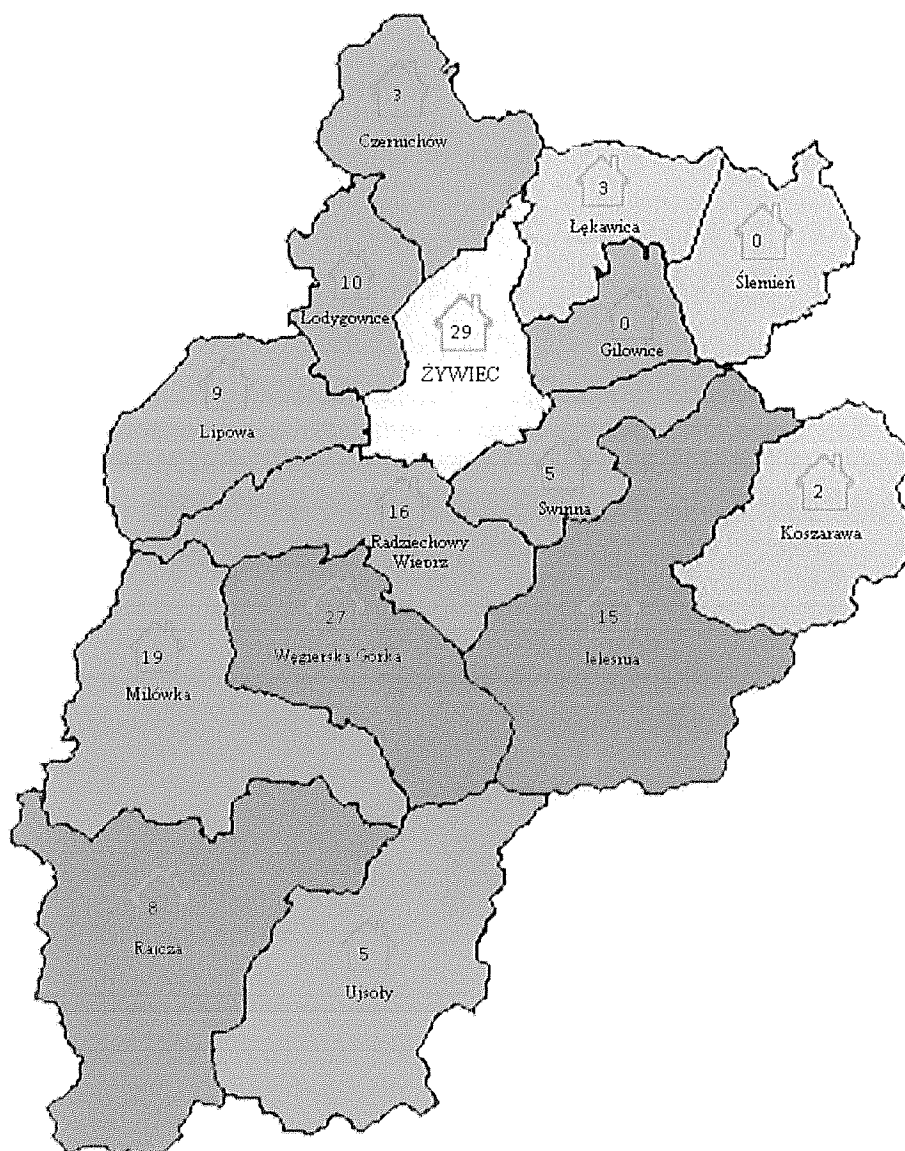 3
Czernichów
3
Łękawica
0
Ślemień
10
Łodygowice
29
ŻYWIEC
0
Gilowice
9
Lipowa
5
Świnna
2
Koszarawa
16
Radziechowy
Wieprz
27
Węgierska Górka
15
Jeleśnia
19
Milówka
8
Rajcza
5
Ujsoły